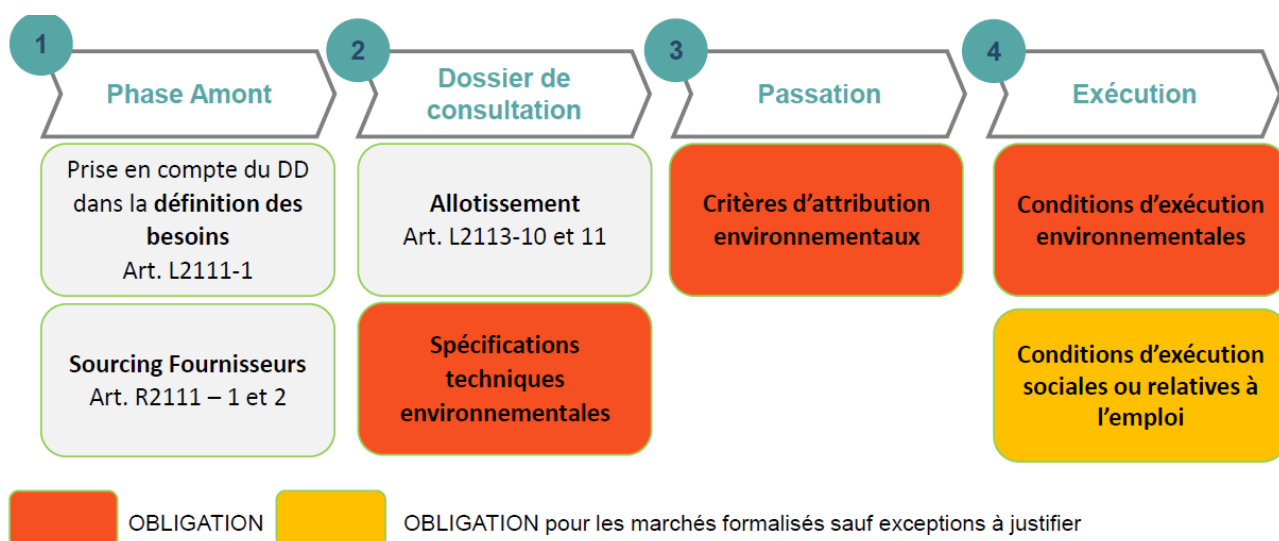 1
Phase Amont
2
Dossier de
consultation
3
Passation
4
Exécution
Prise en compte du DD
dans la définition des
besoins
Art. L2111-1
Allotissement
Art. L2113-10 et 11
Critères d'attribution
environnementaux
Conditions d'exécution
environnementales
Sourcing Fournisseurs
Art. R2111 – 1 et 2
Spécifications
techniques
environnementales
Conditions d'exécution
sociales ou relatives à
l'emploi
OBLIGATION
OBLIGATION pour les marchés formalisés sauf exceptions à justifier